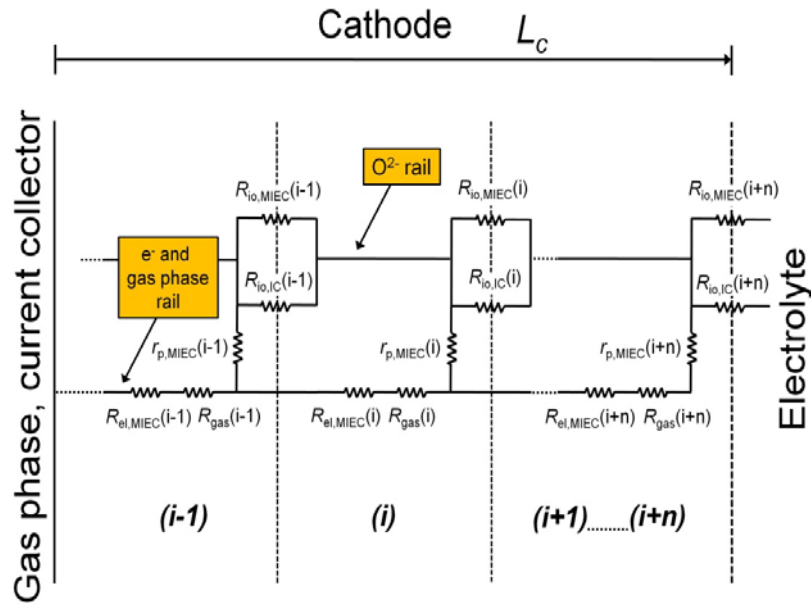 Cathode L_c
Gas phase, current collector
O²⁻ rail
R_io,MIEC(i-1)
R_io,MIEC(i)
R_io,MIEC(i+n)
e⁻ and
gas phase
rail
R_io,IC(i-1)
R_io,IC(i)
R_io,IC(i+n)
r_p,MIEC(i-1)
r_p,MIEC(i)
r_p,MIEC(i+n)
R_el,MIEC(i-1) R_gas(i-1)
R_el,MIEC(i) R_gas(i)
R_el,MIEC(i+n) R_gas(i+n)
(i-1)
(i)
(i+1)........(i+n)
Electrolyte